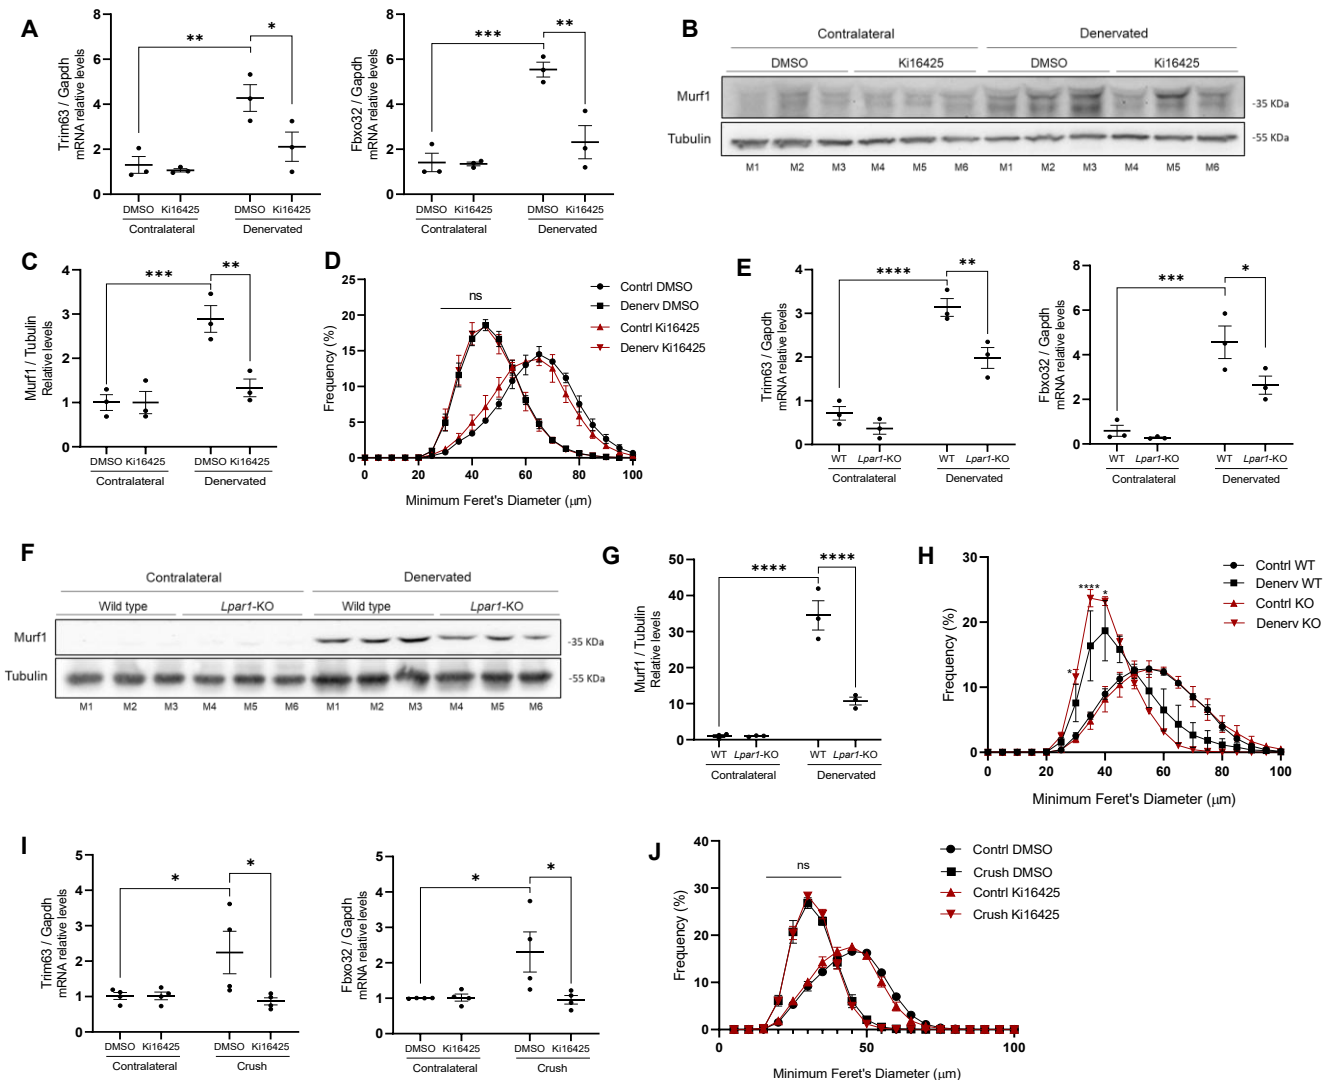 A
8
6
4
2
0
Trim63 / Gapdh
mRNA relative levels
**
*
DMSO Ki16425
DMSO Ki16425
Contralateral
Denervated
8
6
4
2
0
Fbxo32 / Gapdh
mRNA relative levels
***
**
DMSO Ki16425
DMSO Ki16425
Contralateral
Denervated
B
Contralateral
Denervated
DMSO
Ki16425
DMSO
Ki16425
Murf1
-35 KDa
Tubulin
-55 KDa
M1 M2 M3 M4 M5 M6 M1 M2 M3 M4 M5 M6
C
4
3
2
1
0
Murf1 / Tubulin
Relative levels
***
**
DMSO Ki16425
DMSO Ki16425
Contralateral
Denervated
D
25
20
15
10
5
0
Frequency (%)
ns
Contrl DMSO
Denerv DMSO
Contrl Ki16425
Denerv Ki16425
0 20 40 60 80 100
Minimum Feret's Diameter (μm)
E
4
3
2
1
0
Trim63 / Gapdh
mRNA relative levels
****
**
WT Lpar1-KO
WT Lpar1-KO
Contralateral
Denervated
8
6
4
2
0
Fbxo32 / Gapdh
mRNA relative levels
***
*
WT Lpar1-KO
WT Lpar1-KO
Contralateral
Denervated
F
Contralateral
Denervated
Wild type
Lpar1-KO
Wild type
Lpar1-KO
Murf1
-35 KDa
Tubulin
-55 KDa
M1 M2 M3 M4 M5 M6 M1 M2 M3 M4 M5 M6
G
50
40
30
20
10
0
Murf1 / Tubulin
Relative levels
****
****
WT Lpar1-KO
WT Lpar1-KO
Contralateral
Denervated
H
30
20
10
0
Frequency (%)
****
*
*
Contrl WT
Denerv WT
Contrl KO
Denerv KO
0 20 40 60 80 100
Minimum Feret's Diameter (μm)
I
5
4
3
2
1
0
Trim63 / Gapdh
mRNA relative levels
*
*
DMSO Ki16425
DMSO Ki16425
Contralateral
Crush
5
4
3
2
1
0
Fbxo32 / Gapdh
mRNA relative levels
*
*
DMSO Ki16425
DMSO Ki16425
Contralateral
Crush
J
40
30
20
10
0
Frequency (%)
ns
Contrl DMSO
Crush DMSO
Contrl Ki16425
Crush Ki16425
0 50 100
Minimum Feret's Diameter (μm)